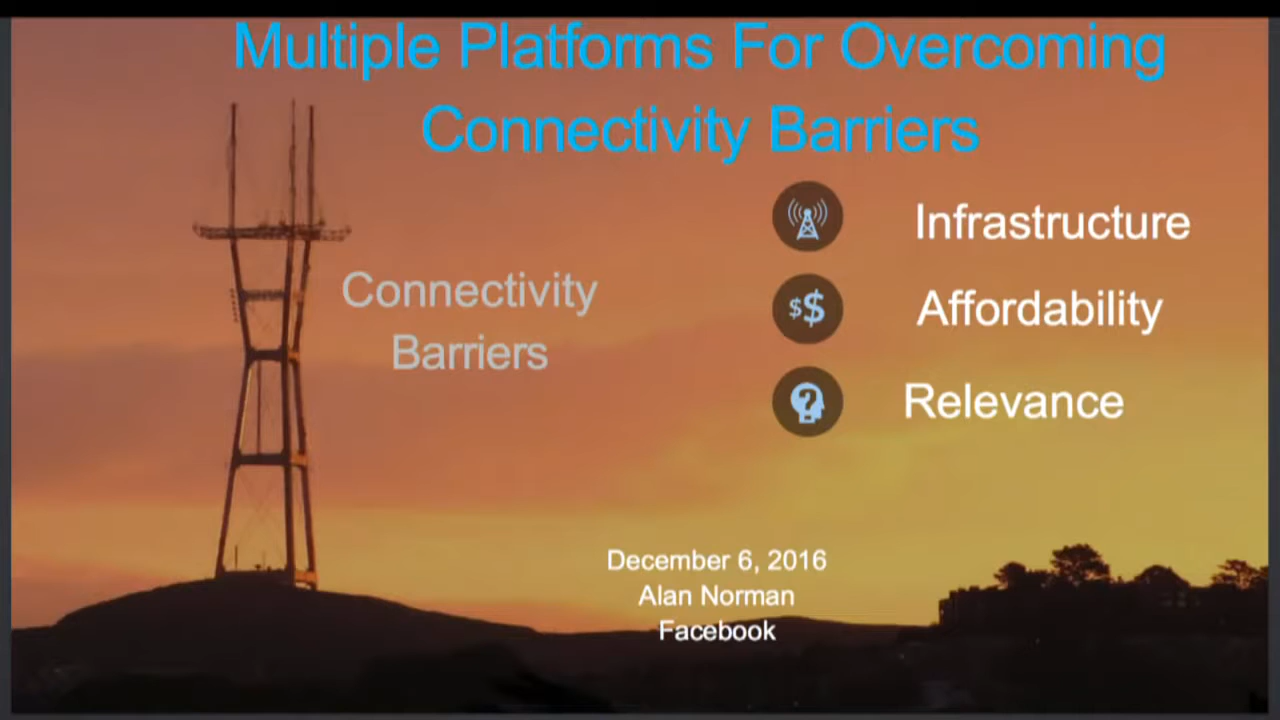 Multiple Platforms For Overcoming
Connectivity Barriers
Infrastructure
Connectivity
Barriers
$$ Affordability
? Relevance
December 6, 2016
Alan Norman
Facebook